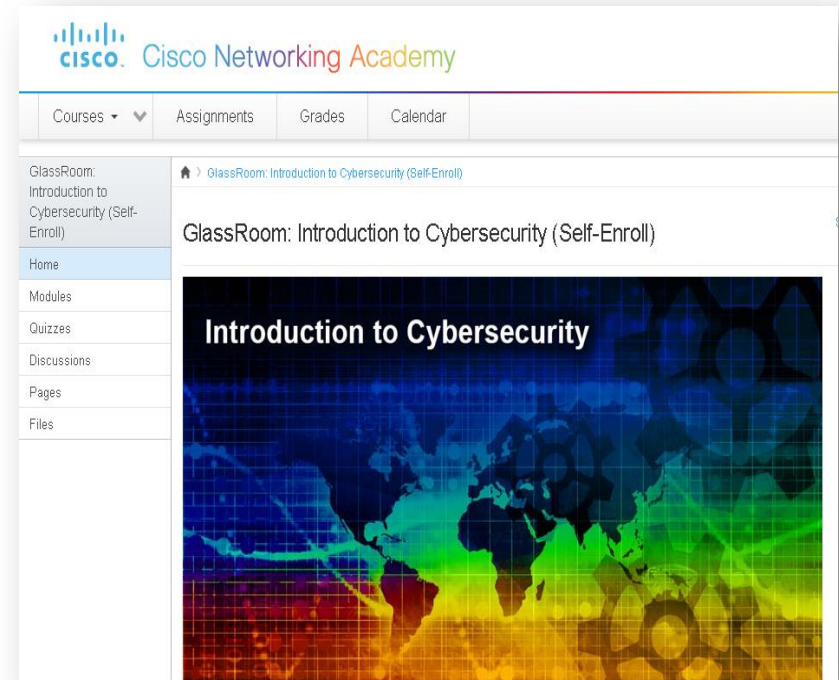 cisco. Cisco Networking Academy
Courses Assignments Grades Calendar
GlassRoom:
Introduction to
Cybersecurity (Self-
Enroll)
Home
Modules
Quizzes
Discussions
Pages
Files
GlassRoom: Introduction to Cybersecurity (Self-Enroll)
GlassRoom: Introduction to Cybersecurity (Self-Enroll)
Introduction to Cybersecurity